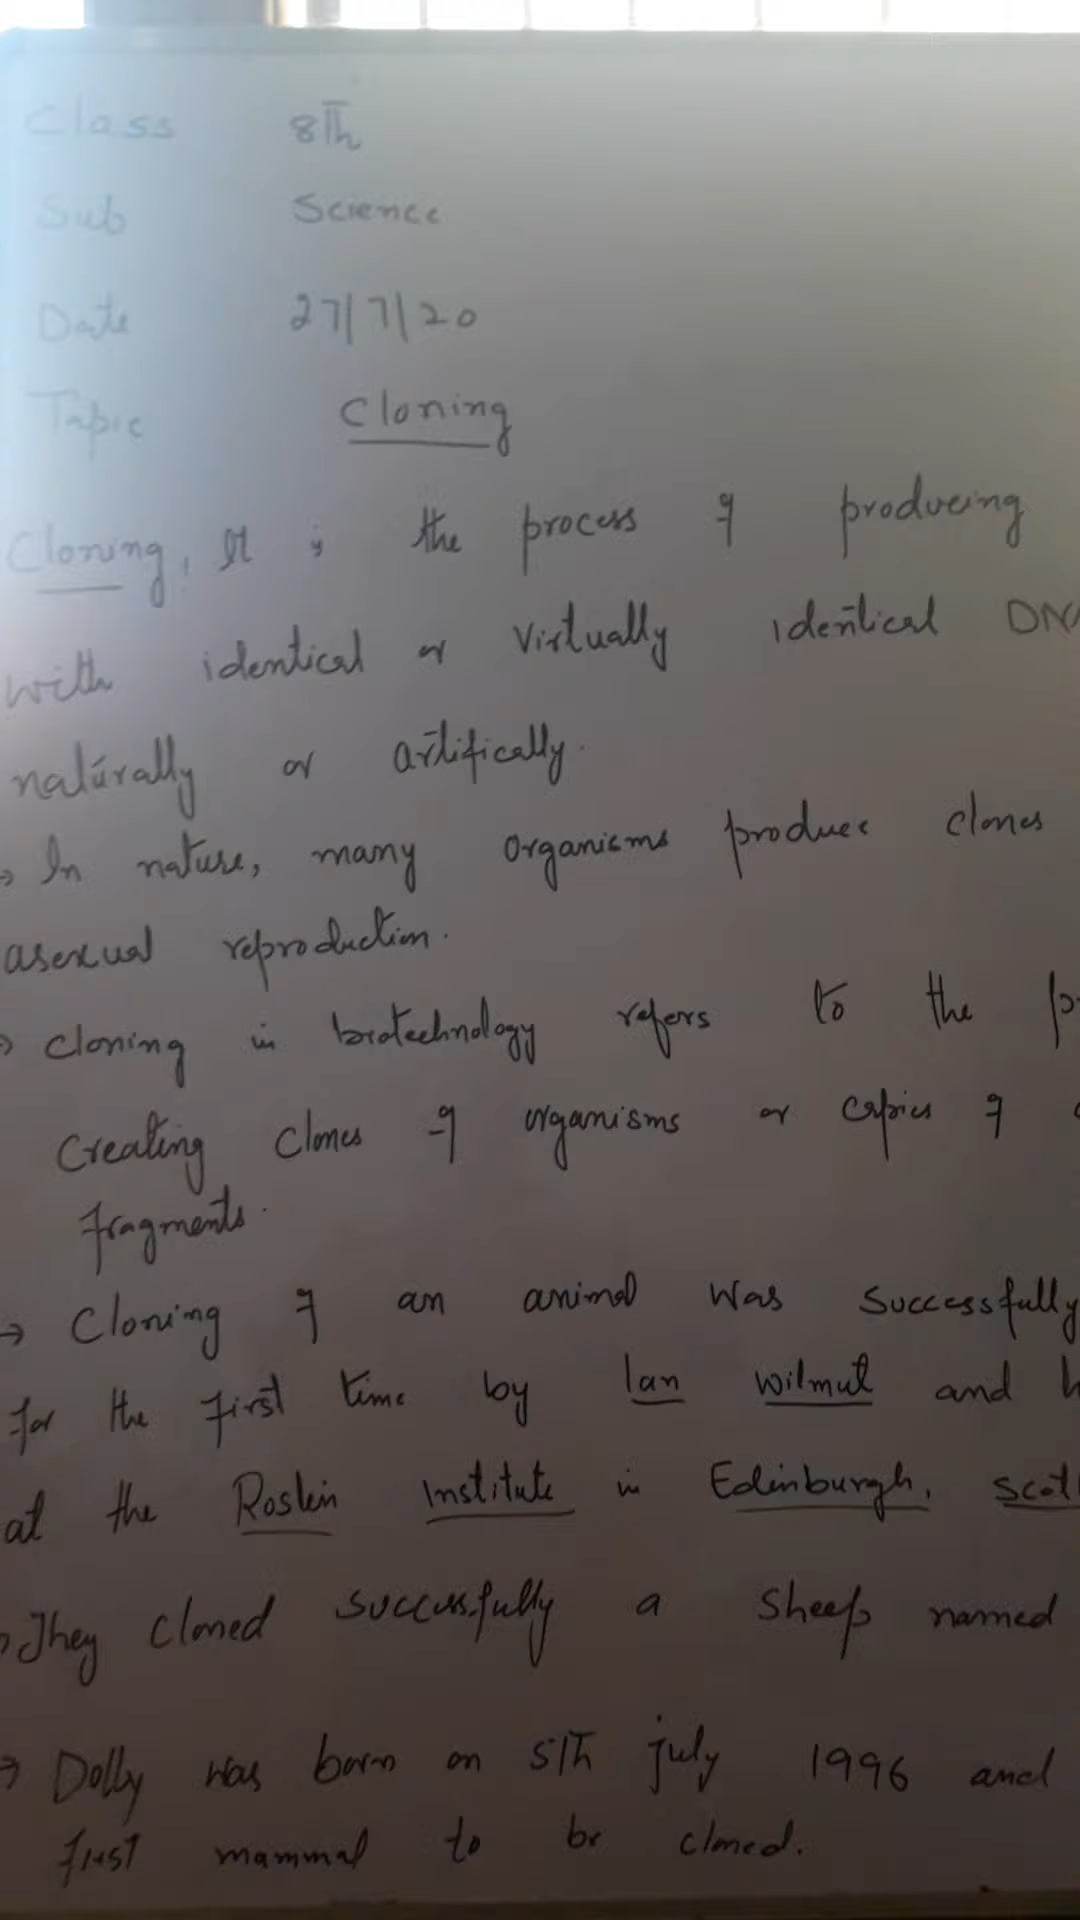 Class 8Th
Sub Science
Date 27/7/20
Topic Cloning
Cloning, It is the process of producing
with identical or Virtually identical DNA
naturally or artifically.
→ In nature, many organisms produce clones
asexual reproduction.
→ Cloning in biotechnology refers to the
Creating Clones of organisms or copies of
fragments.
→ Cloning of an animal was Successfully
for the first time by Ian Wilmut and
at the Roslin Institute in Edinburgh,
→ They cloned successfully a Sheep named
→ Dolly was born on 5Th July 1996 and
first mammal to be cloned.